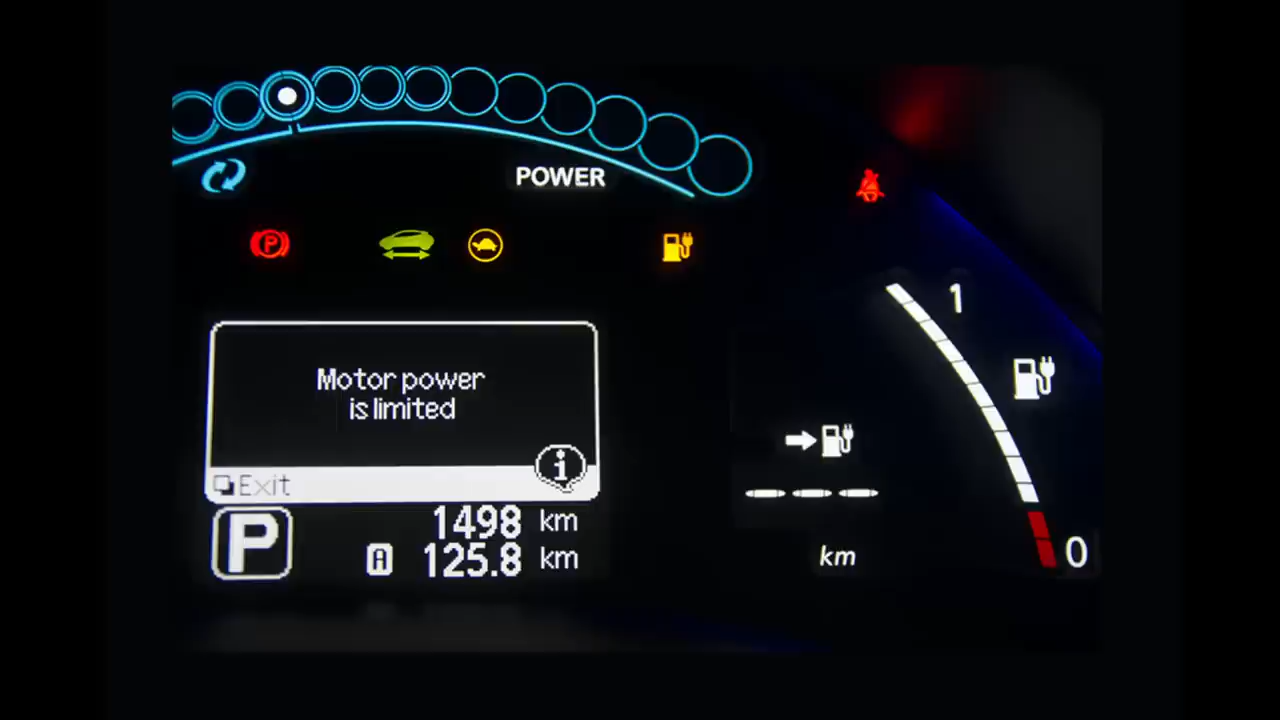 POWER
P
1
Motor power
is limited
Exit
i
P
1498 km
A 125.8 km
--- 
km
0